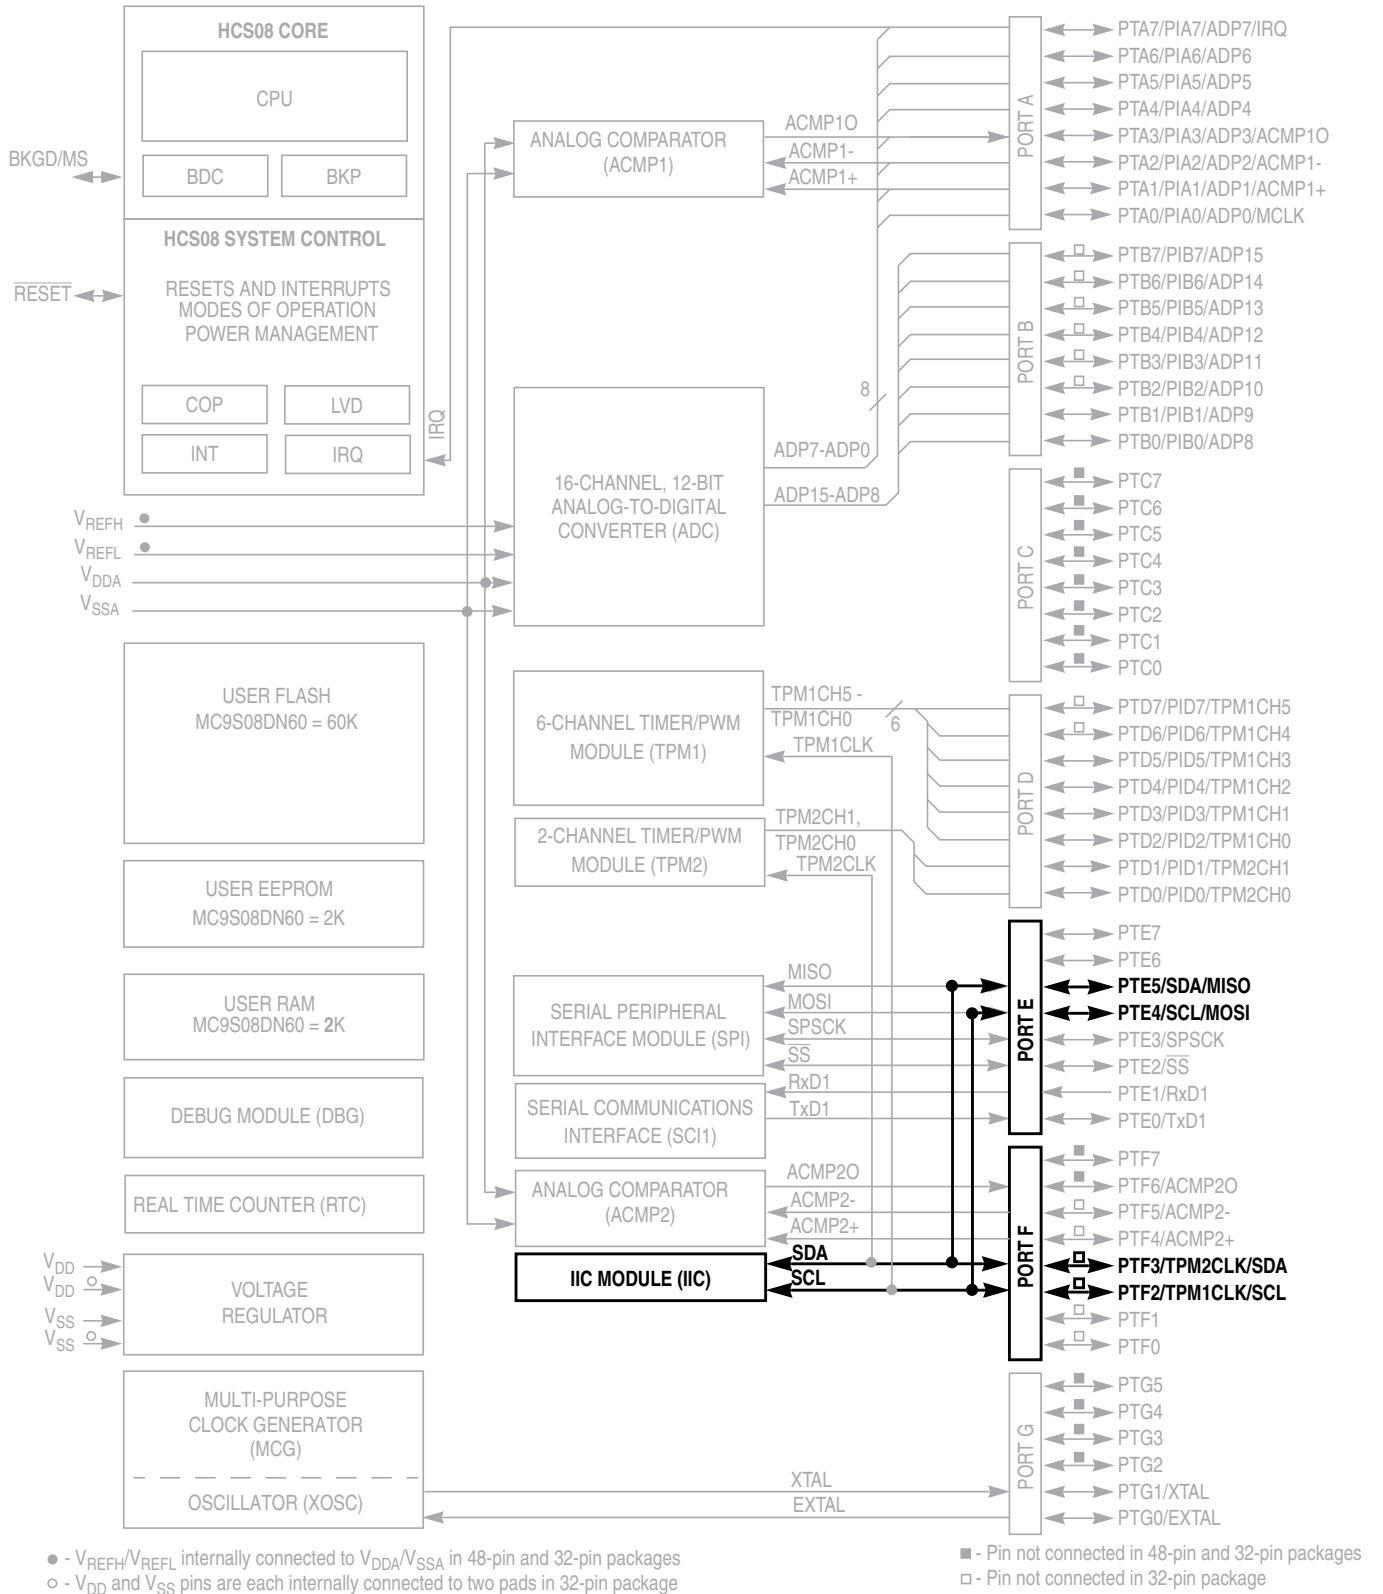 HCS08 CORE
CPU
BDC
BKP
BKGD/MS
HCS08 SYSTEM CONTROL
RESETS AND INTERRUPTS
MODES OF OPERATION
POWER MANAGEMENT
RESET
COP
LVD
INT
IRQ
IRQ
VREFH
VREFL
VDDA
VSSA
USER FLASH
MC9S08DN60 = 60K
USER EEPROM
MC9S08DN60 = 2K
USER RAM
MC9S08DN60 = 2K
DEBUG MODULE (DBG)
REAL TIME COUNTER (RTC)
VDD
VDD
VSS
VSS
VOLTAGE
REGULATOR
MULTI-PURPOSE
CLOCK GENERATOR
(MCG)
OSCILLATOR (XOSC)
ANALOG COMPARATOR
(ACMP1)
ACMP1O
ACMP1-
ACMP1+
16-CHANNEL, 12-BIT
ANALOG-TO-DIGITAL
CONVERTER (ADC)
8
ADP7-ADP0
ADP15-ADP8
6-CHANNEL TIMER/PWM
MODULE (TPM1)
TPM1CH5 -
TPM1CH0
6
TPM1CLK
2-CHANNEL TIMER/PWM
MODULE (TPM2)
TPM2CH1,
TPM2CH0
TPM2CLK
SERIAL PERIPHERAL
INTERFACE MODULE (SPI)
MISO
MOSI
SPSCK
SS
SERIAL COMMUNICATIONS
INTERFACE (SCI1)
RxD1
TxD1
ANALOG COMPARATOR
(ACMP2)
ACMP2O
ACMP2-
ACMP2+
IIC MODULE (IIC)
SDA
SCL
XTAL
EXTAL
PORT A
PTA7/PIA7/ADP7/IRQ
PTA6/PIA6/ADP6
PTA5/PIA5/ADP5
PTA4/PIA4/ADP4
PTA3/PIA3/ADP3/ACMP1O
PTA2/PIA2/ADP2/ACMP1-
PTA1/PIA1/ADP1/ACMP1+
PTA0/PIA0/ADP0/MCLK
PORT B
PTB7/PIB7/ADP15
PTB6/PIB6/ADP14
PTB5/PIB5/ADP13
PTB4/PIB4/ADP12
PTB3/PIB3/ADP11
PTB2/PIB2/ADP10
PTB1/PIB1/ADP9
PTB0/PIB0/ADP8
PORT C
PTC7
PTC6
PTC5
PTC4
PTC3
PTC2
PTC1
PTC0
PORT D
PTD7/PID7/TPM1CH5
PTD6/PID6/TPM1CH4
PTD5/PID5/TPM1CH3
PTD4/PID4/TPM1CH2
PTD3/PID3/TPM1CH1
PTD2/PID2/TPM1CH0
PTD1/PID1/TPM2CH1
PTD0/PID0/TPM2CH0
PORT E
PTE7
PTE6
PTE5/SDA/MISO
PTE4/SCL/MOSI
PTE3/SPSCK
PTE2/SS
PTE1/RxD1
PTE0/TxD1
PORT F
PTF7
PTF6/ACMP2O
PTF5/ACMP2-
PTF4/ACMP2+
PTF3/TPM2CLK/SDA
PTF2/TPM1CLK/SCL
PTF1
PTF0
PORT G
PTG5
PTG4
PTG3
PTG2
PTG1/XTAL
PTG0/EXTAL
● - VREFH/VREFL internally connected to VDDA/VSSA in 48-pin and 32-pin packages
○ - VDD and VSS pins are each internally connected to two pads in 32-pin package
■ - Pin not connected in 48-pin and 32-pin packages
□ - Pin not connected in 32-pin package